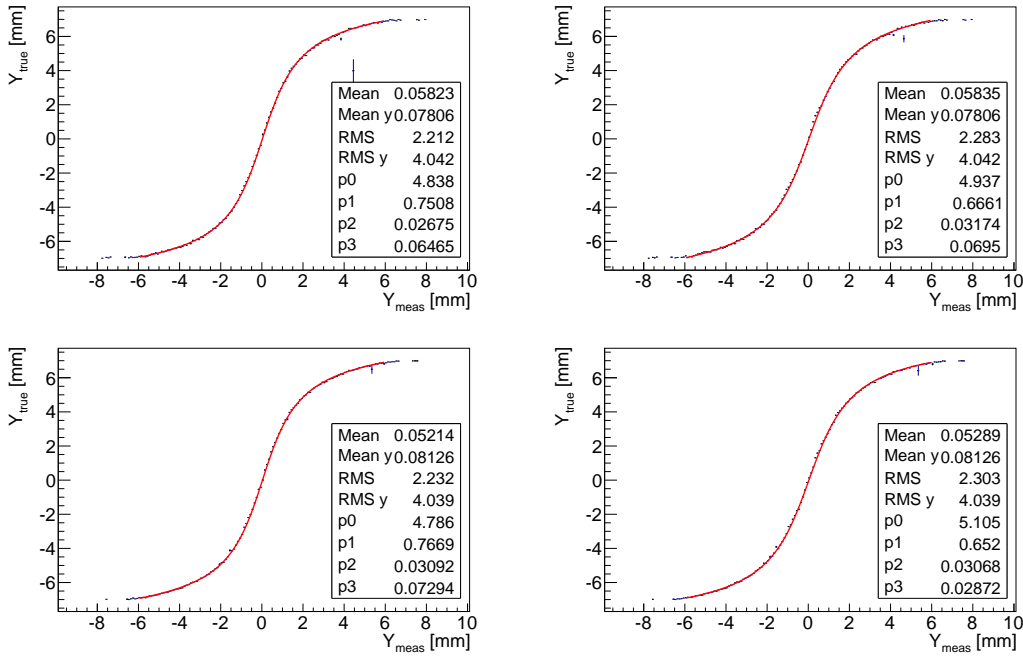 Y_true [mm]
6
4
2
0
-2
-4
-6
Mean 0.05823
Mean y 0.07806
RMS 2.212
RMS y 4.042
p0 4.838
p1 0.7508
p2 0.02675
p3 0.06465
-8 -6 -4 -2 0 2 4 6 8 10
Y_meas [mm]
Y_true [mm]
6
4
2
0
-2
-4
-6
Mean 0.05835
Mean y 0.07806
RMS 2.283
RMS y 4.042
p0 4.937
p1 0.6661
p2 0.03174
p3 0.0695
-8 -6 -4 -2 0 2 4 6 8 10
Y_meas [mm]
Y_true [mm]
6
4
2
0
-2
-4
-6
Mean 0.05214
Mean y 0.08126
RMS 2.232
RMS y 4.039
p0 4.786
p1 0.7669
p2 0.03092
p3 0.07294
-8 -6 -4 -2 0 2 4 6 8 10
Y_meas [mm]
Y_true [mm]
6
4
2
0
-2
-4
-6
Mean 0.05289
Mean y 0.08126
RMS 2.303
RMS y 4.039
p0 5.105
p1 0.652
p2 0.03068
p3 0.02872
-8 -6 -4 -2 0 2 4 6 8 10
Y_meas [mm]